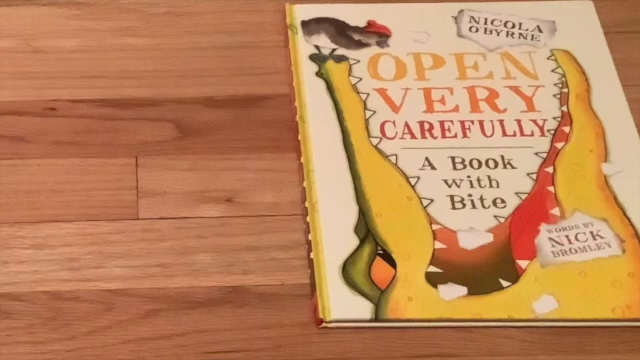 NICOLA
O'BYRNE
OPEN
VERY
CAREFULLY
A Book
with
Bite
WORDS BY
NICK
BROMLEY